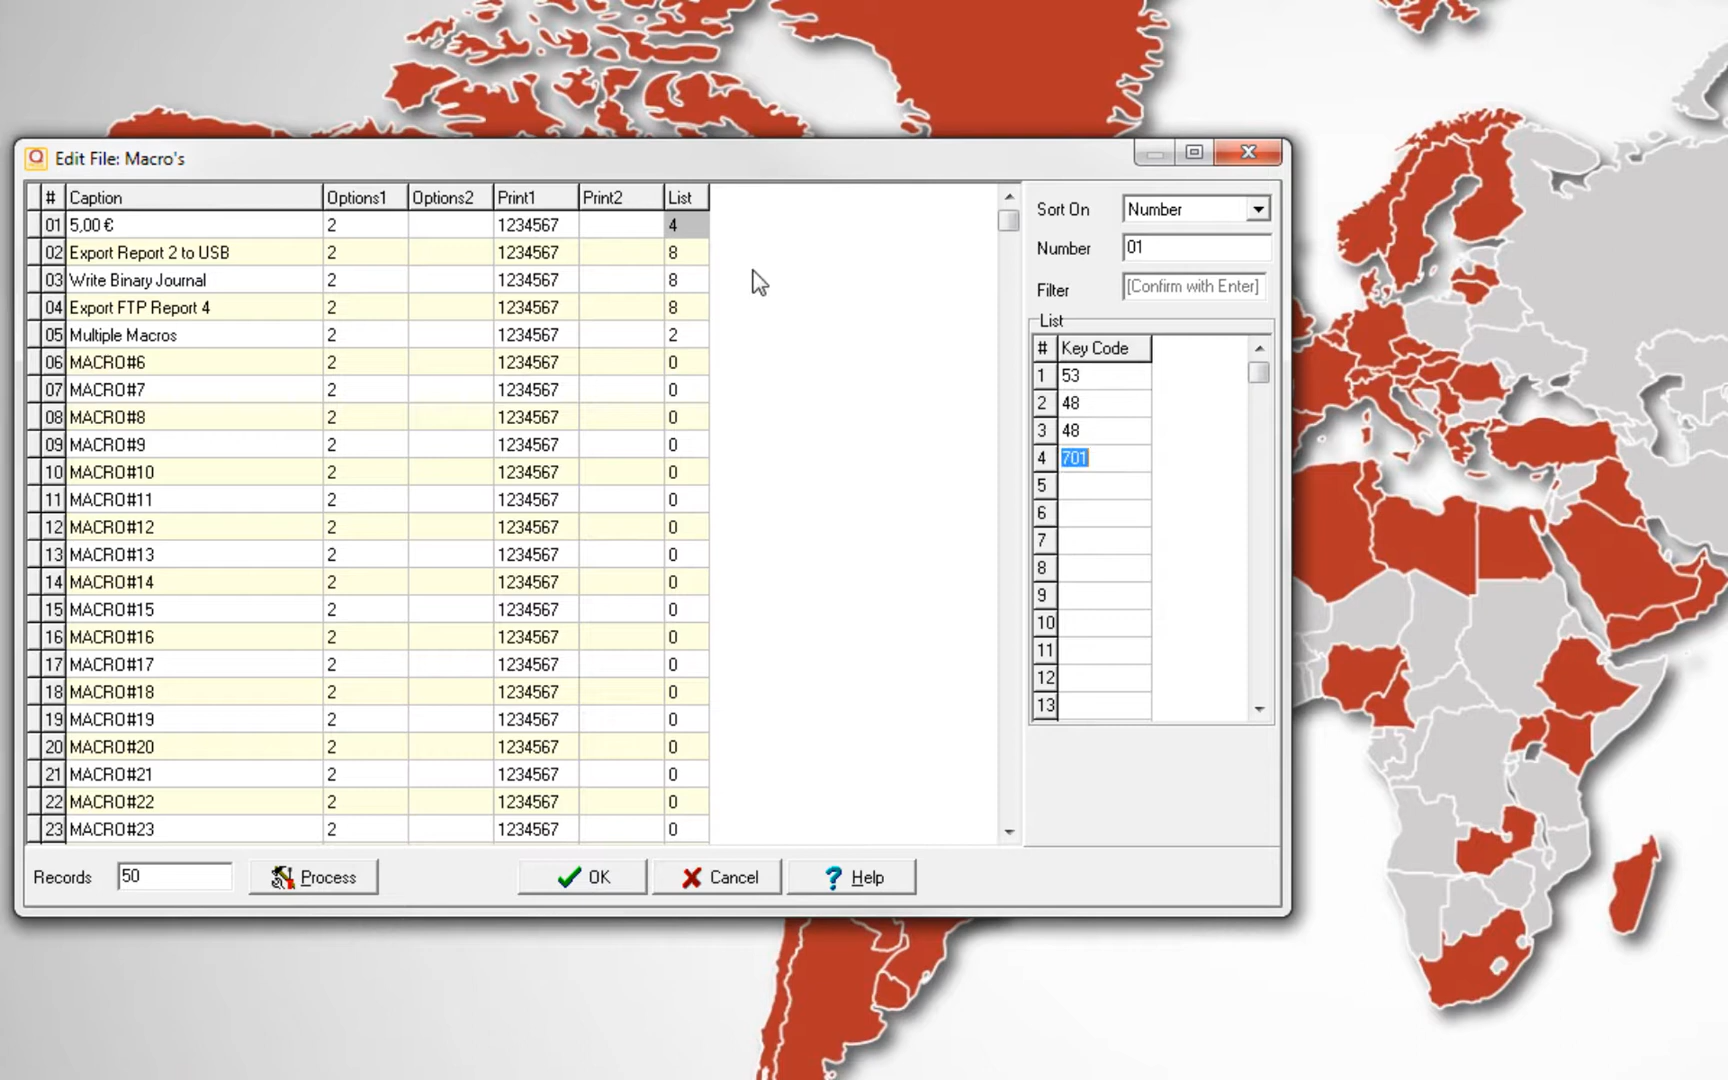 Edit File: Macro's
# Caption Options1 Options2 Print1 Print2 List
01 5,00 € 2 1234567 4
02 Export Report 2 to USB 2 1234567 8
03 Write Binary Journal 2 1234567 8
04 Export FTP Report 4 2 1234567 8
05 Multiple Macros 2 1234567 2
06 MACRO#6 2 1234567 0
07 MACRO#7 2 1234567 0
08 MACRO#8 2 1234567 0
09 MACRO#9 2 1234567 0
10 MACRO#10 2 1234567 0
11 MACRO#11 2 1234567 0
12 MACRO#12 2 1234567 0
13 MACRO#13 2 1234567 0
14 MACRO#14 2 1234567 0
15 MACRO#15 2 1234567 0
16 MACRO#16 2 1234567 0
17 MACRO#17 2 1234567 0
18 MACRO#18 2 1234567 0
19 MACRO#19 2 1234567 0
20 MACRO#20 2 1234567 0
21 MACRO#21 2 1234567 0
22 MACRO#22 2 1234567 0
23 MACRO#23 2 1234567 0
Sort On Number
Number 01
Filter [Confirm with Enter]
List
# Key Code
1 53
2 48
3 48
4 701
5
6
7
8
9
10
11
12
13
Records 50 Process OK Cancel ? Help